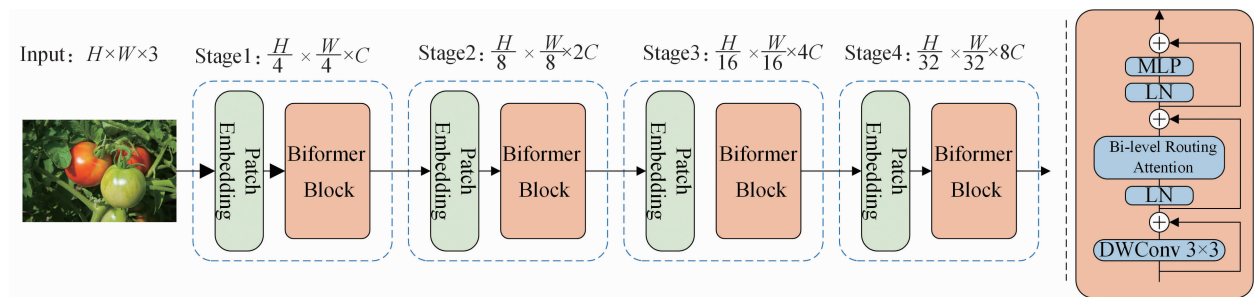 Input: H×W×3
Stage1: H/4 × W/4 ×C
Stage2: H/8 × W/8 ×2C
Stage3: H/16 × W/16 ×4C
Stage4: H/32 × W/32 ×8C
Patch
Embedding
Biformer
Block
Patch
Embedding
Biformer
Block
Patch
Embedding
Biformer
Block
Patch
Embedding
Biformer
Block
MLP
LN
Bi-level Routing
Attention
LN
DWConv 3×3